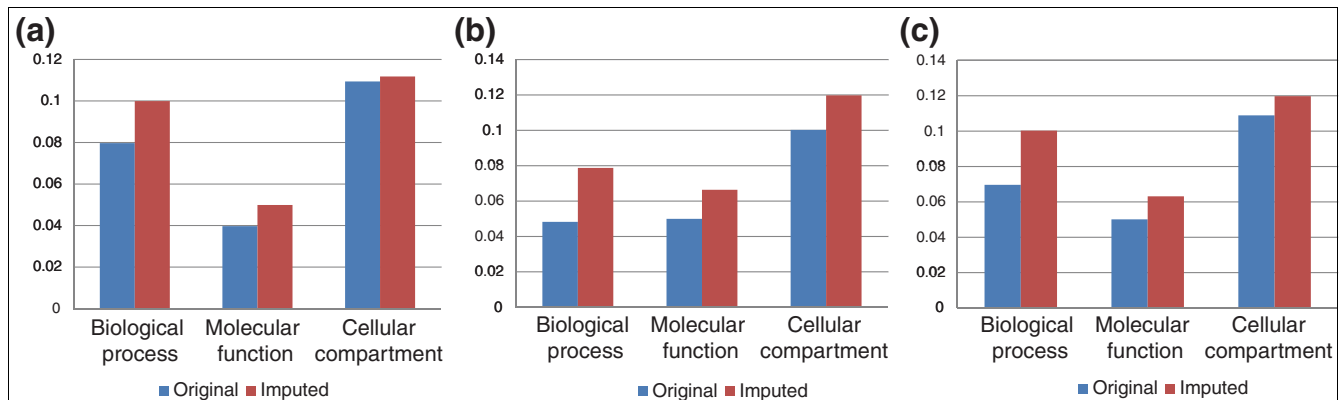 (a)
0.12
0.1
0.08
0.06
0.04
0.02
0
Biological process
Molecular function
Cellular compartment
Original Imputed
(b)
0.14
0.12
0.1
0.08
0.06
0.04
0.02
0
Biological process
Molecular function
Cellular compartment
Original Imputed
(c)
0.14
0.12
0.1
0.08
0.06
0.04
0.02
0
Biological process
Molecular function
Cellular compartment
Original Imputed